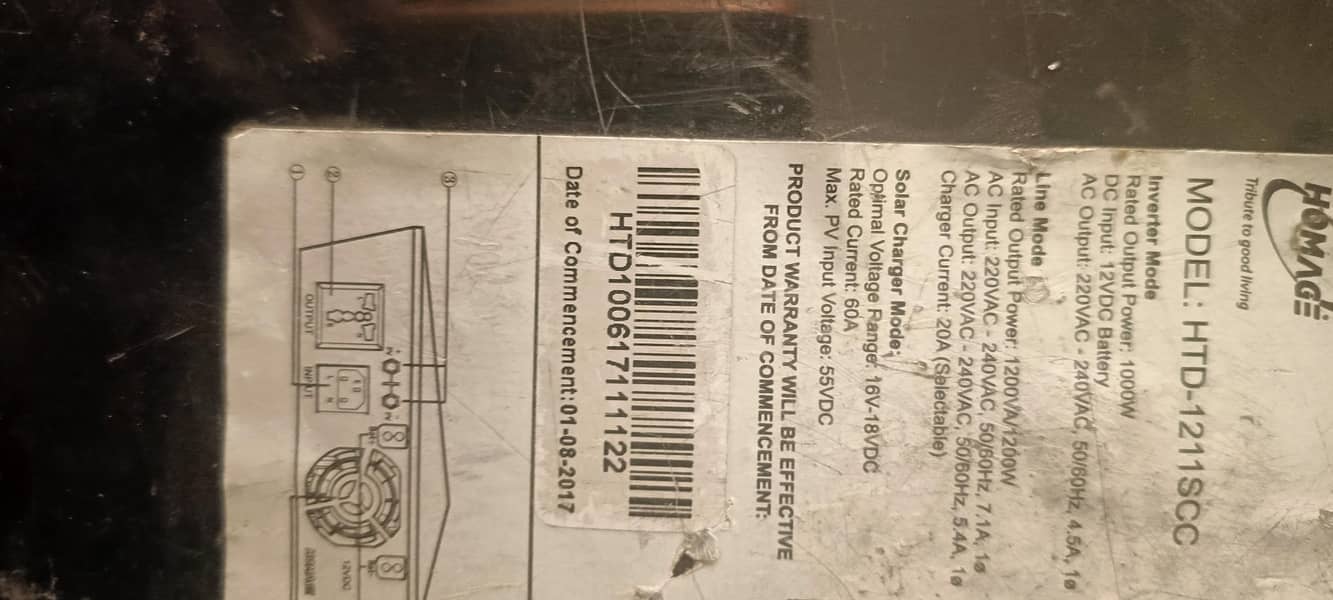 HOMAGE
Tribute to good living
MODEL: HTD-1211SCC
Inverter Mode
Rated Output Power: 1000W
DC Input: 12VDC Battery
AC Output: 220VAC - 240VAC, 50/60Hz, 4.5A, 1ø
Line Mode
Rated Output Power: 1200VA/1200W
AC Input: 220VAC - 240VAC, 50/60Hz, 7.1A, 1ø
AC Output: 220VAC - 240VAC, 50/60Hz, 5.4A, 1ø
Charger Current: 20A (Selectable)
Solar Charger Mode:
Optimal Voltage Range: 16V-18VDC
Rated Current: 60A
Max. PV Input Voltage: 55VDC
PRODUCT WARRANTY WILL BE EFFECTIVE
FROM DATE OF COMMENCEMENT:
HTD1006171111122
Date of Commencement:01-08-2017
③
②
①
OUTPUT
INPUT
12VDC